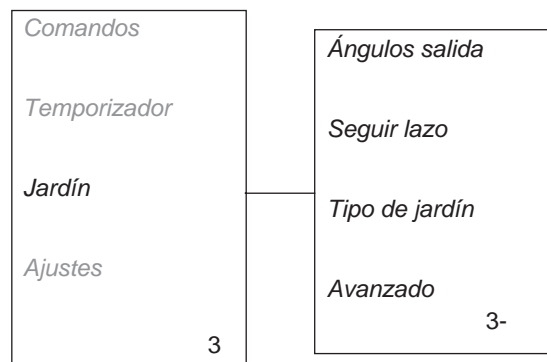 Comandos
Temporizador
Jardín
Ajustes
3
Ángulos salida
Seguir lazo
Tipo de jardín
Avanzado
3-